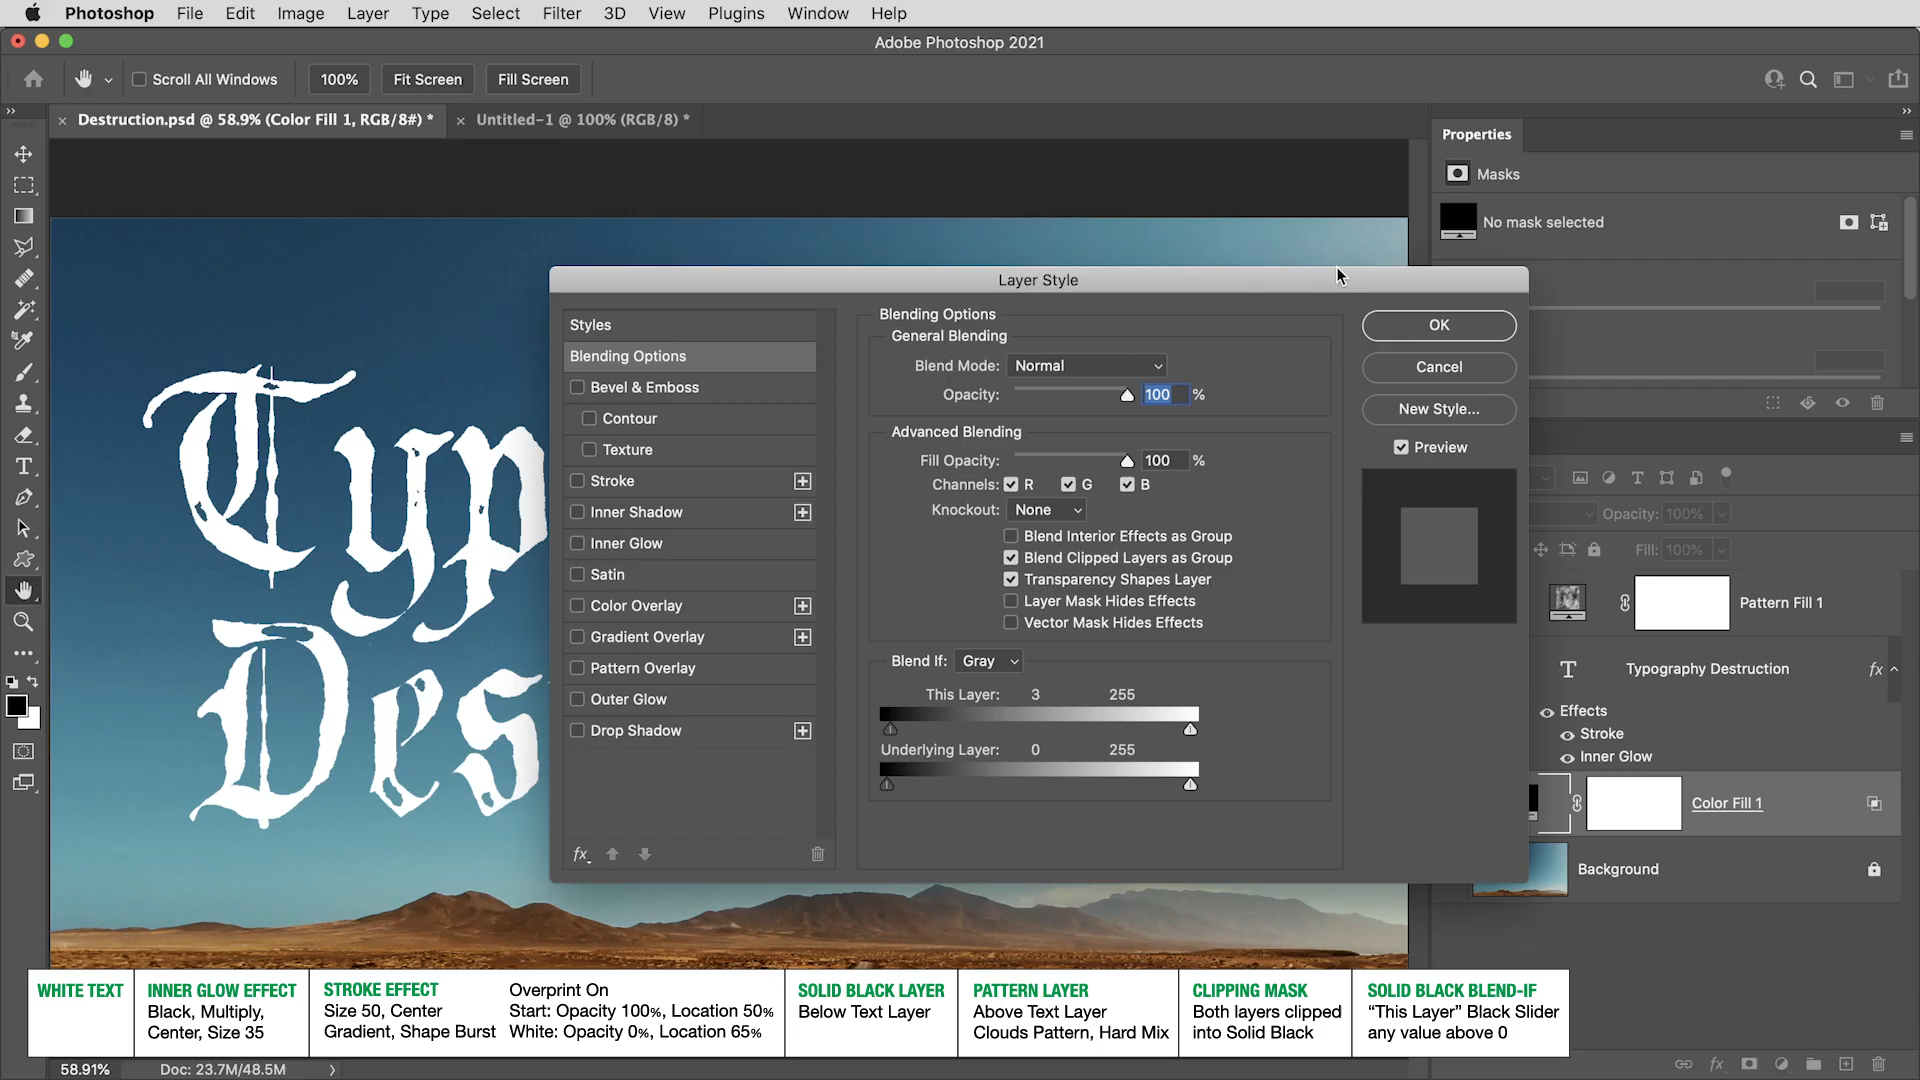 Photoshop File Edit Image Layer Type Select Filter 3D View Plugins Window Help
Adobe Photoshop 2021
Scroll All Windows 100% Fit Screen Fill Screen
× Destruction.psd @ 58.9% (Color Fill 1, RGB/8#) * × Untitled-1 @ 100% (RGB/8) *
Properties
Masks
No mask selected
Typ
Des
Layer Style
Styles
Blending Options
Bevel & Emboss
Contour
Texture
Stroke
Inner Shadow
Inner Glow
Satin
Color Overlay
Gradient Overlay
Pattern Overlay
Outer Glow
Drop Shadow
fx
Blending Options
General Blending
Blend Mode: Normal
Opacity: 100 %
Advanced Blending
Fill Opacity: 100 %
Channels: R G B
Knockout: None
Blend Interior Effects as Group
Blend Clipped Layers as Group
Transparency Shapes Layer
Layer Mask Hides Effects
Vector Mask Hides Effects
Blend If: Gray
This Layer: 3 255
Underlying Layer: 0 255
OK
Cancel
New Style...
Preview
Opacity: 100%
Fill: 100%
Pattern Fill 1
T Typography Destruction fx
Effects
Stroke
Inner Glow
Color Fill 1
Background
WHITE TEXT
INNER GLOW EFFECT
Black, Multiply,
Center, Size 35
STROKE EFFECT
Size 50, Center
Gradient, Shape Burst
Overprint On
Start: Opacity 100%, Location 50%
White: Opacity 0%, Location 65%
SOLID BLACK LAYER
Below Text Layer
PATTERN LAYER
Above Text Layer
Clouds Pattern, Hard Mix
CLIPPING MASK
Both layers clipped
into Solid Black
SOLID BLACK BLEND-IF
“This Layer” Black Slider
any value above 0
58.91% Doc: 23.7M/48.5M
fx